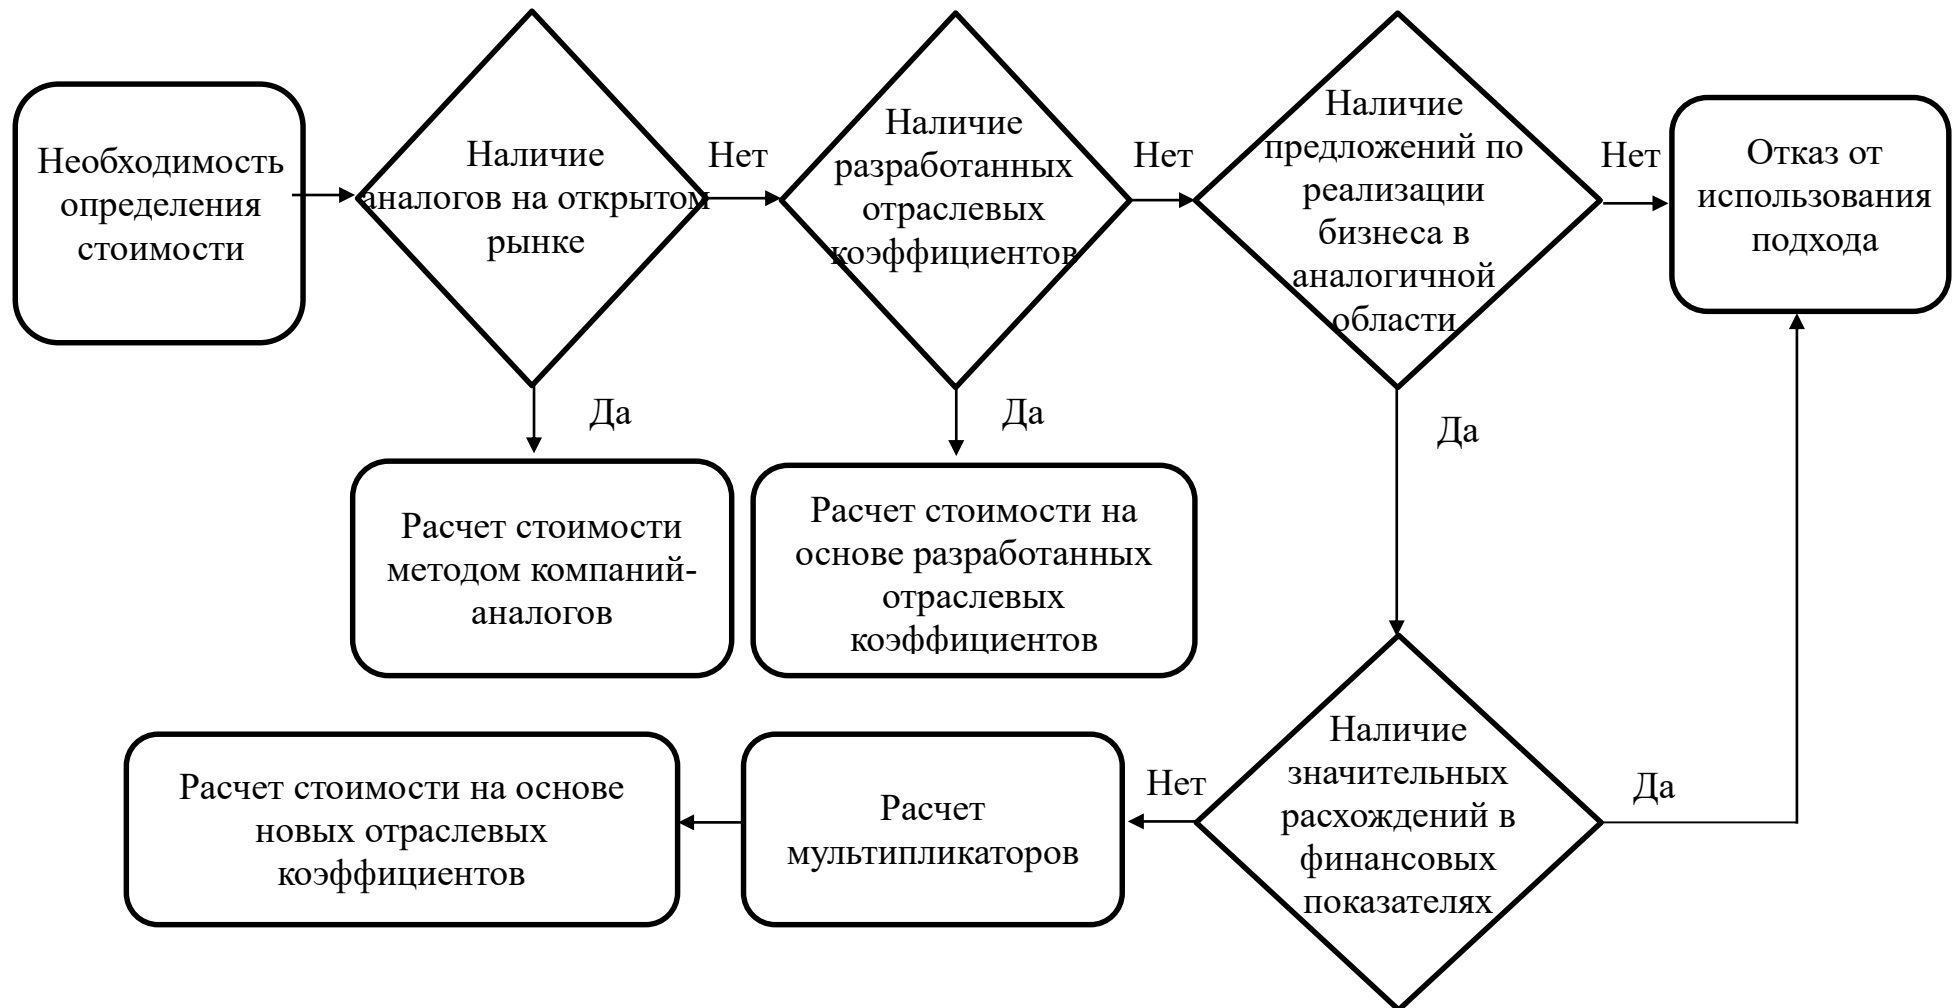 Необходимость
определения
стоимости
Наличие
аналогов на открытом
рынке
Нет
Наличие
разработанных
отраслевых
коэффициентов
Нет
Наличие
предложений по
реализации
бизнеса в
аналогичной
области
Нет
Отказ от
использования
подхода
Да
Да
Да
Расчет стоимости
методом компаний-
аналогов
Расчет стоимости на
основе разработанных
отраслевых
коэффициентов
Расчет стоимости на основе
новых отраслевых
коэффициентов
Расчет
мультипликаторов
Нет
Наличие
значительных
расхождений в
финансовых
показателях
Да